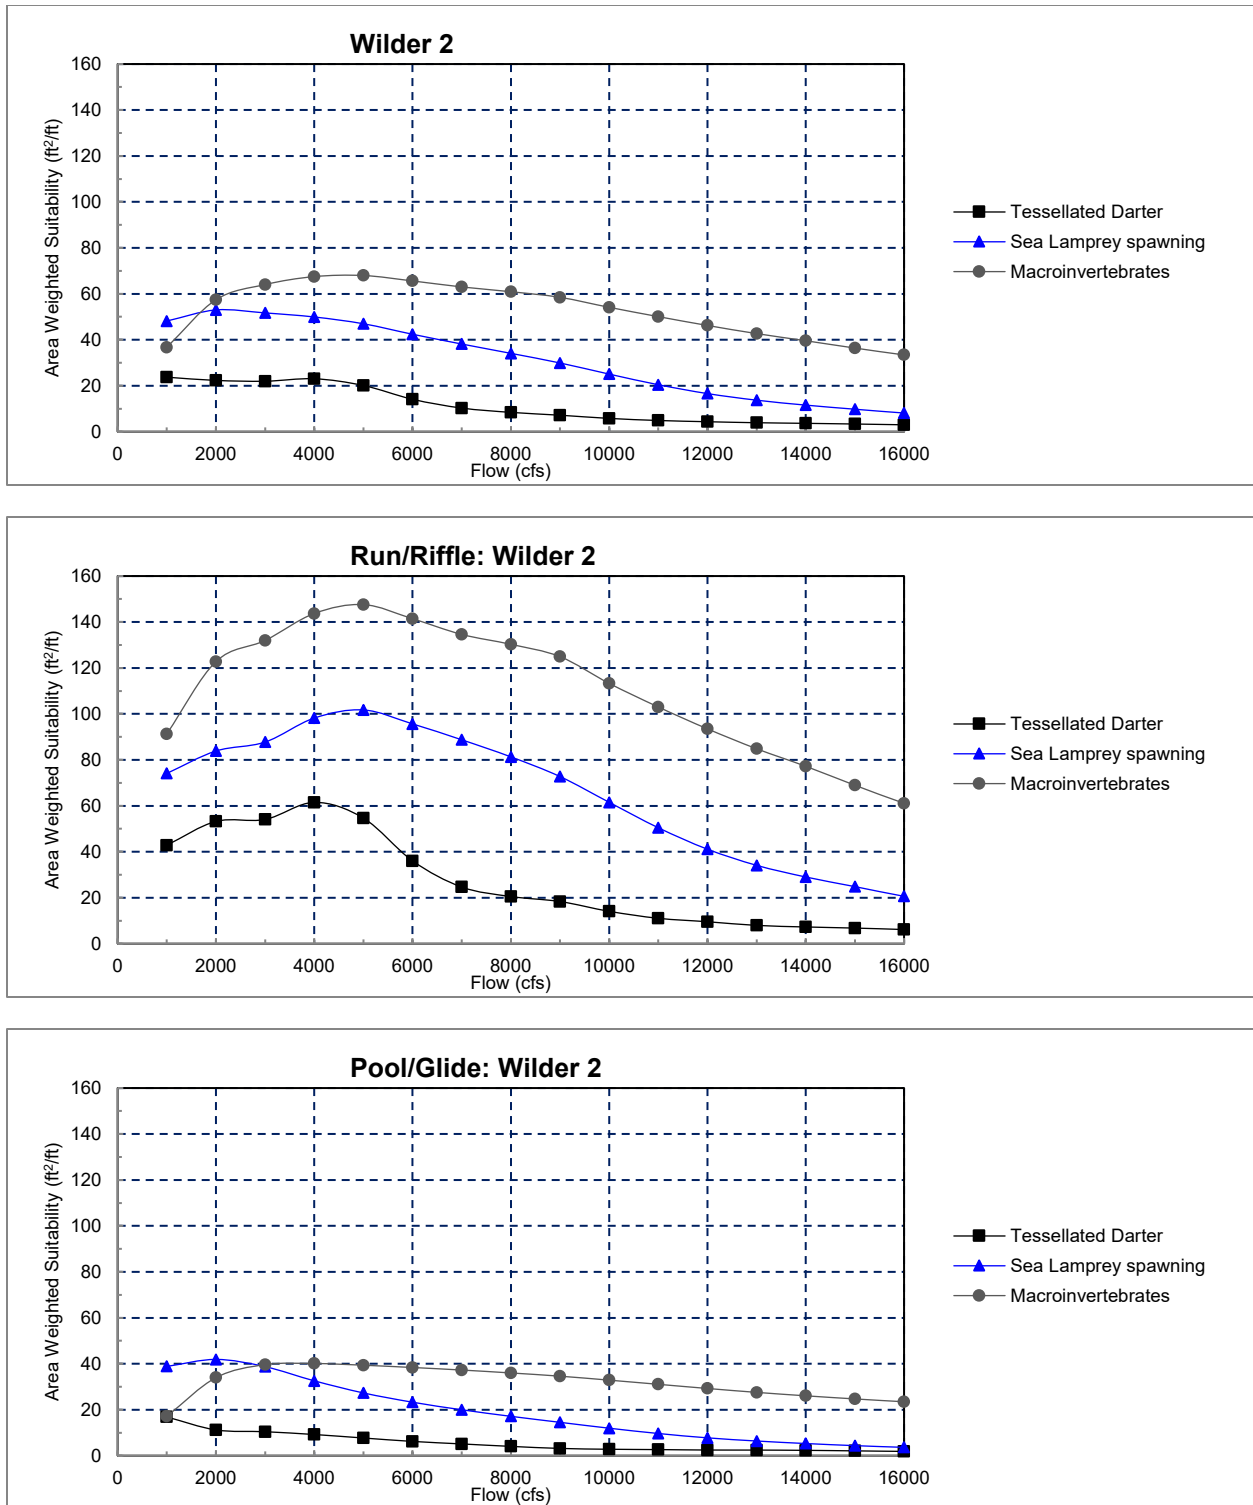 Wilder 2
160
140
120
100
80
60
40
20
0
Area Weighted Suitability (ft²/ft)
0 2000 4000 6000 8000 10000 12000 14000 16000
Flow (cfs)
Tessellated Darter
Sea Lamprey spawning
Macroinvertebrates
Run/Riffle: Wilder 2
160
140
120
100
80
60
40
20
0
Area Weighted Suitability (ft²/ft)
0 2000 4000 6000 8000 10000 12000 14000 16000
Flow (cfs)
Tessellated Darter
Sea Lamprey spawning
Macroinvertebrates
Pool/Glide: Wilder 2
160
140
120
100
80
60
40
20
0
Area Weighted Suitability (ft²/ft)
0 2000 4000 6000 8000 10000 12000 14000 16000
Flow (cfs)
Tessellated Darter
Sea Lamprey spawning
Macroinvertebrates